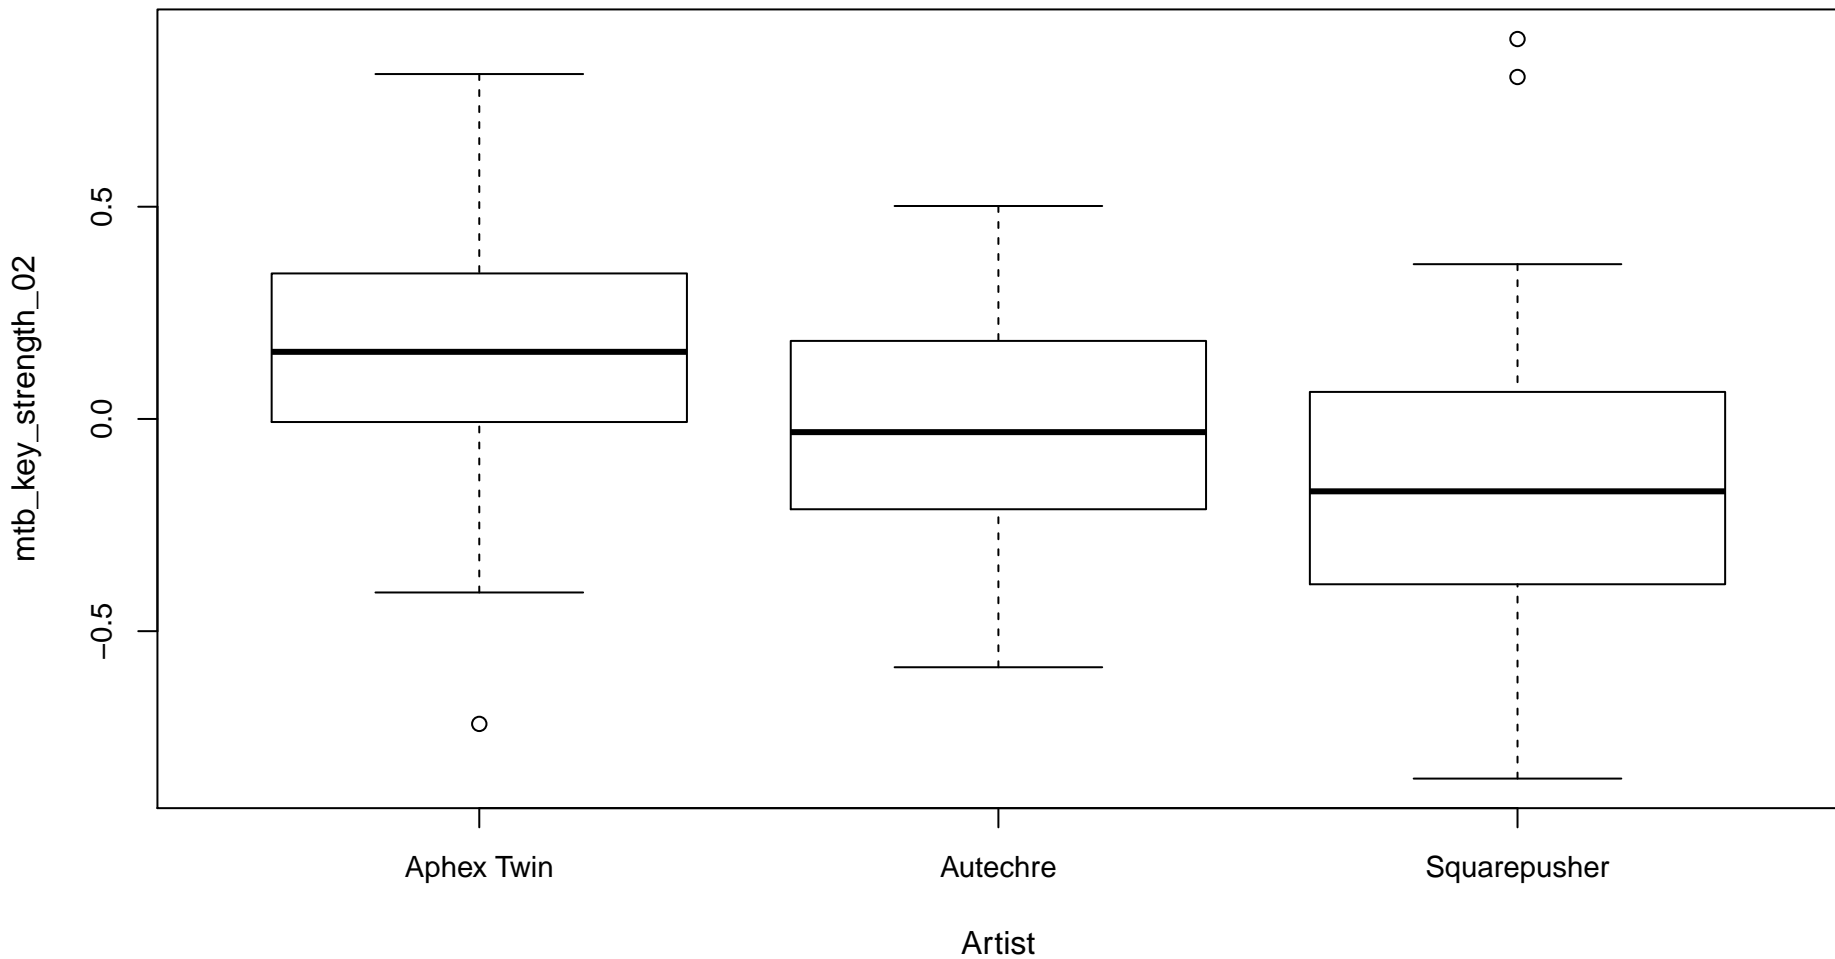 mtb_key_strength_02
0.5
0.0
−0.5
Aphex Twin
Autechre
Squarepusher
Artist